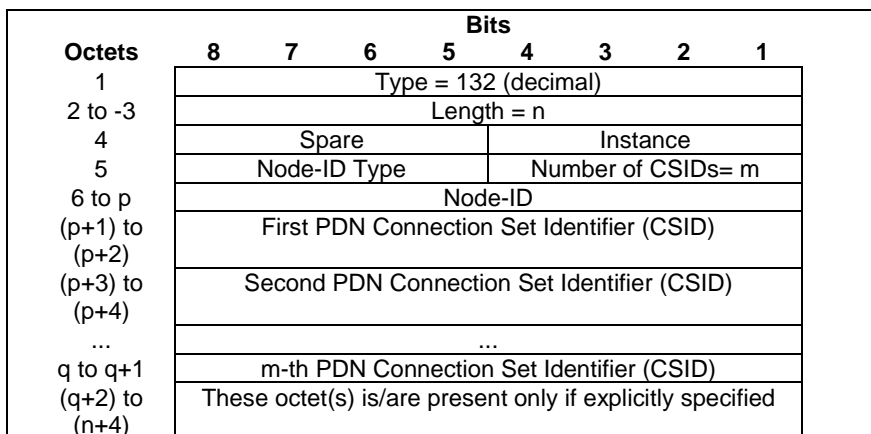 Bits
Octets 8 7 6 5 4 3 2 1
1 Type = 132 (decimal)
2 to -3 Length = n
4 Spare Instance
5 Node-ID Type Number of CSIDs= m
6 to p Node-ID
(p+1) to First PDN Connection Set Identifier (CSID)
(p+2)
(p+3) to Second PDN Connection Set Identifier (CSID)
(p+4)
... ...
q to q+1 m-th PDN Connection Set Identifier (CSID)
(q+2) to These octet(s) is/are present only if explicitly specified
(n+4)